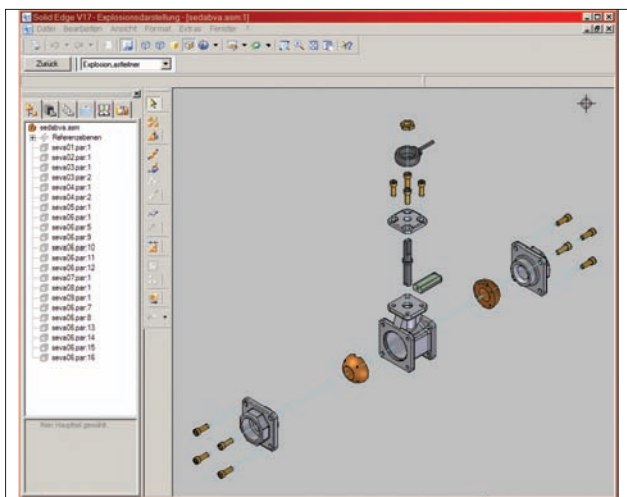 Solid Edge V17 - Explosionsdarstellung - [sedabva.asm:1]
Datei Bearbeiten Ansicht Format Extras Fenster ?
Zurück
sedabva.asm
Referenzebenen
seva01.par:1
seva02.par:1
seva03.par:1
seva03.par:2
seva04.par:1
seva04.par:2
seva05.par:1
seva06.par:1
seva06.par:5
seva06.par:9
seva06.par:10
seva06.par:11
seva06.par:12
seva07.par:1
seva08.par:1
seva09.par:1
seva06.par:7
seva06.par:8
seva06.par:13
seva06.par:14
seva06.par:15
seva06.par:16
Kein Hauptteil gewählt.